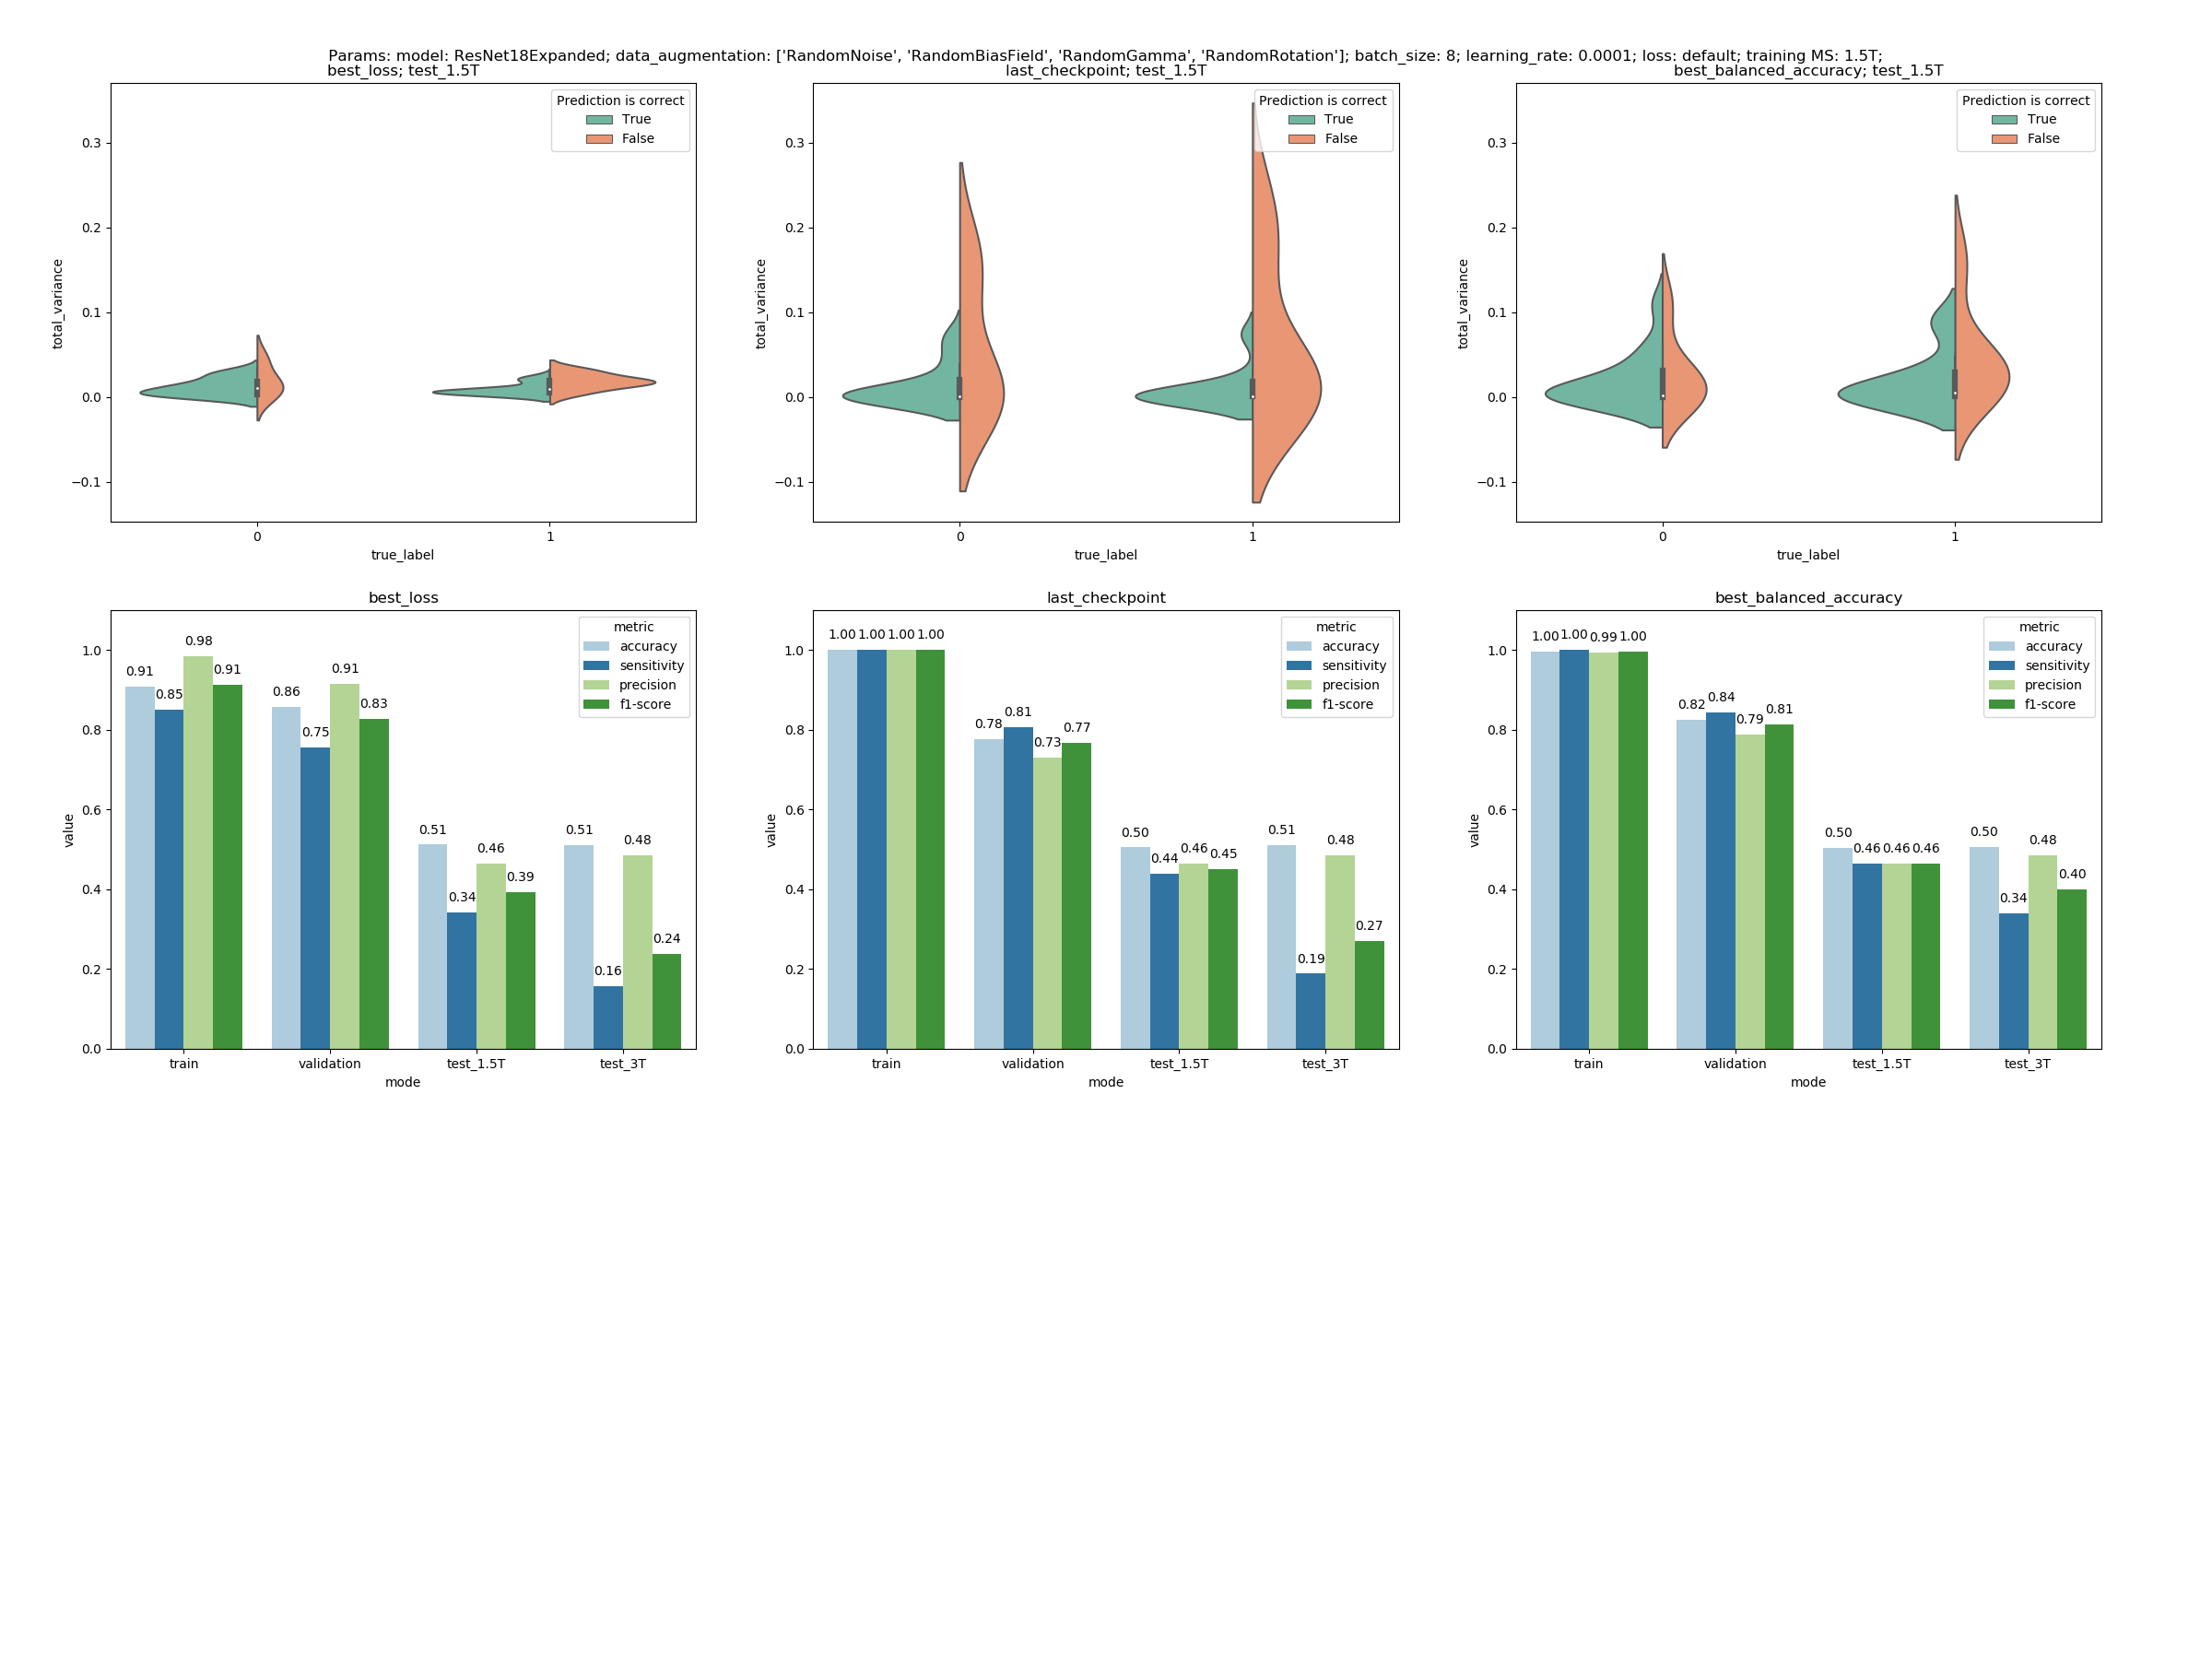 Params: model: ResNet18Expanded; data_augmentation: ['RandomNoise', 'RandomBiasField', 'RandomGamma', 'RandomRotation']; batch_size: 8; learning_rate: 0.0001; loss: default; training MS: 1.5T;
best_loss; test_1.5T
Prediction is correct
True
False
0.3
0.2
0.1
0.0
−0.1
total_variance
0 1
true_label
last_checkpoint; test_1.5T
Prediction is correct
True
False
0.3
0.2
0.1
0.0
−0.1
total_variance
0 1
true_label
best_balanced_accuracy; test_1.5T
Prediction is correct
True
False
0.3
0.2
0.1
0.0
−0.1
total_variance
0 1
true_label
best_loss
metric
accuracy
sensitivity
precision
f1-score
1.0
0.8
0.6
0.4
0.2
0.0
value
0.91 0.85 0.98 0.91
0.86 0.75 0.91 0.83
0.51 0.34 0.46 0.39
0.51 0.16 0.48 0.24
train validation test_1.5T test_3T
mode
last_checkpoint
metric
accuracy
sensitivity
precision
f1-score
1.0
0.8
0.6
0.4
0.2
0.0
value
1.00 1.00 1.00 1.00
0.78 0.81 0.73 0.77
0.50 0.44 0.46 0.45
0.51 0.19 0.48 0.27
train validation test_1.5T test_3T
mode
best_balanced_accuracy
metric
accuracy
sensitivity
precision
f1-score
1.0
0.8
0.6
0.4
0.2
0.0
value
1.00 1.00 0.99 1.00
0.82 0.84 0.79 0.81
0.50 0.46 0.46 0.46
0.50 0.34 0.48 0.40
train validation test_1.5T test_3T
mode